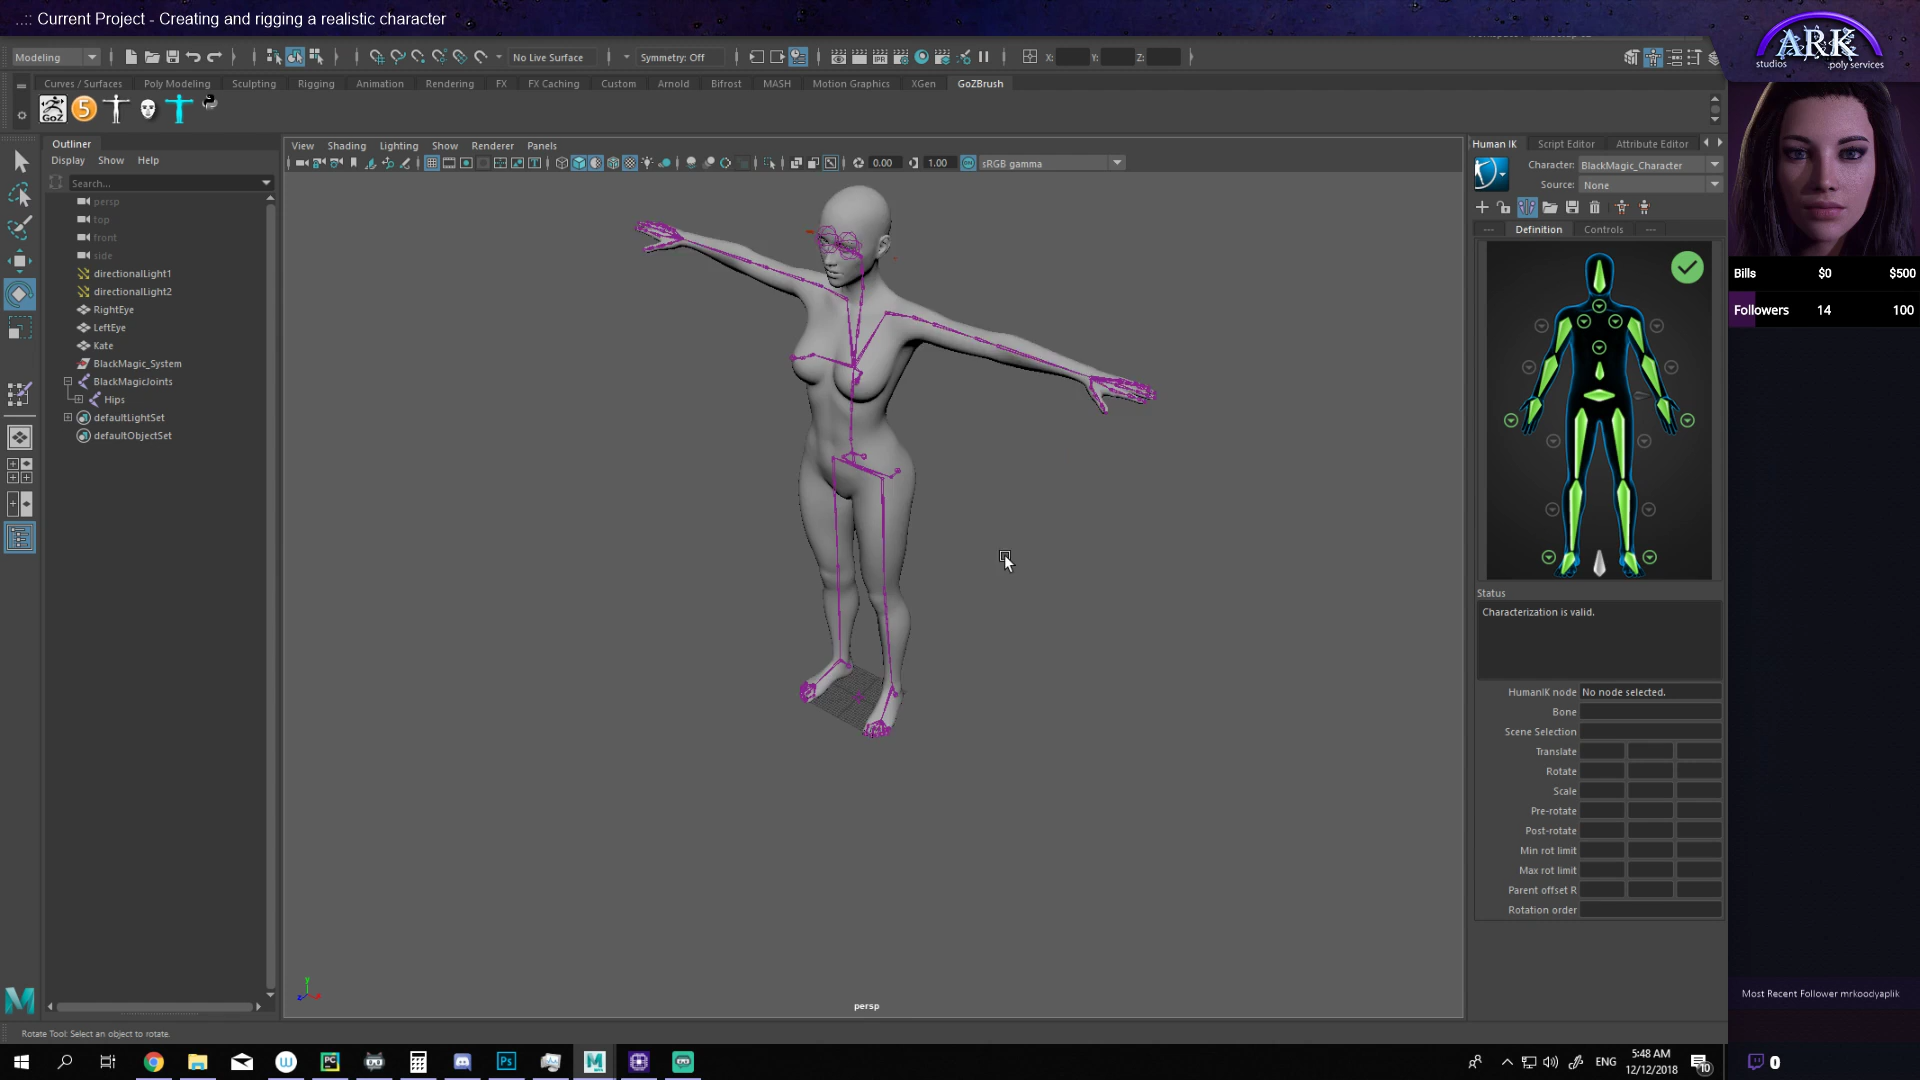 ..:: Current Project - Creating and rigging a realistic character
ARK
studios
:poly services
Modeling
No Live Surface
Symmetry: Off
X:
Y:
Z:
Curves / Surfaces
Poly Modeling
Sculpting
Rigging
Animation
Rendering
FX
FX Caching
Custom
Arnold
Bifrost
MASH
Motion Graphics
XGen
GoZBrush
GoZ
5
IPR
Outliner
Display
Show
Help
Search...
persp
top
front
side
directionalLight1
directionalLight2
RightEye
LeftEye
Kate
BlackMagic_System
BlackMagicJoints
Hips
defaultLightSet
defaultObjectSet
View
Shading
Lighting
Show
Renderer
Panels
0.00
1.00
sRGB gamma
y
z
persp
Human IK
Script Editor
Attribute Editor
Character:
BlackMagic_Character
Source:
None
---
Definition
Controls
---
Status
Characterization is valid.
HumanIK node
No node selected.
Bone
Scene Selection
Translate
Rotate
Scale
Pre-rotate
Post-rotate
Min rot limit
Max rot limit
Parent offset R
Rotation order
Bills
$0
$500
Followers
14
100
Most Recent Follower mrkoodyaplik
Rotate Tool: Select an object to rotate.
W
PC
Ps
M
ENG
5:48 AM
12/12/2018
10
0